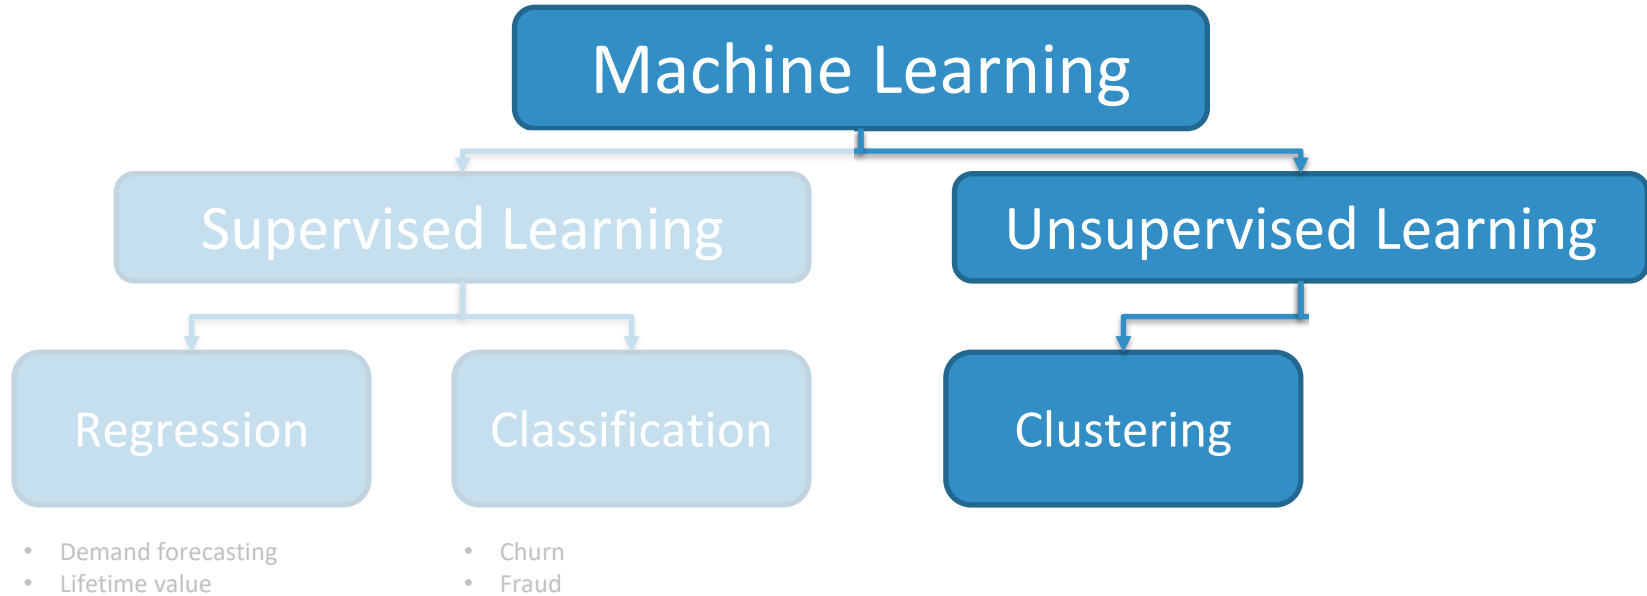 Machine Learning
Supervised Learning
Unsupervised Learning
Regression
Classification
Clustering
• Demand forecasting
• Lifetime value
• Churn
• Fraud